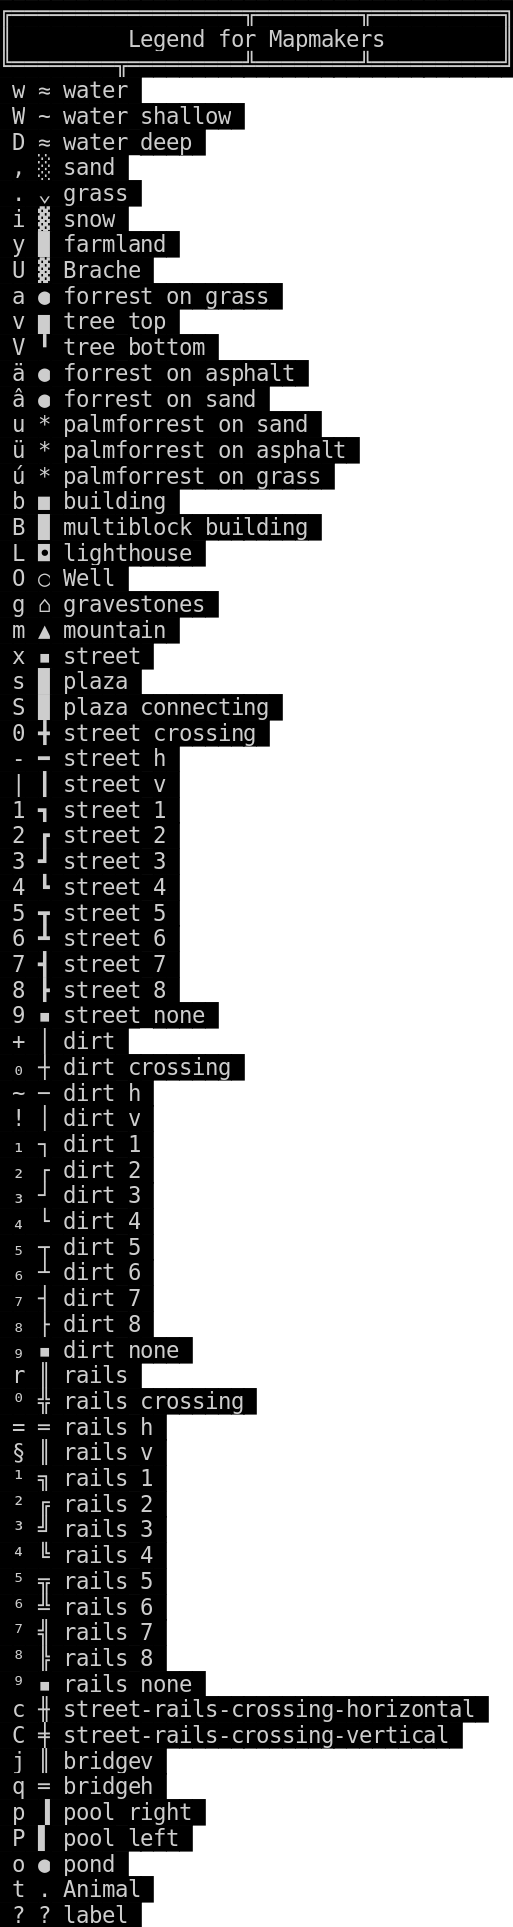 Legend for Mapmakers
w ≈ water
W ~ water shallow
D ≈ water deep
, ░ sand
. ⌄ grass
i ▓ snow
y █ farmland
U ▓ Brache
a ● forrest on grass
v ▅ tree top
V ╹ tree bottom
ä ● forrest on asphalt
â ● forrest on sand
u * palmforrest on sand
ü * palmforrest on asphalt
ú * palmforrest on grass
b ■ building
B █ multiblock building
L ◘ lighthouse
O ○ Well
g ⌂ gravestones
m ▲ mountain
x ▪ street
s █ plaza
S █ plaza connecting
0 ╋ street crossing
- ━ street h
| ┃ street v
1 ┓ street 1
2 ┏ street 2
3 ┛ street 3
4 ┗ street 4
5 ┳ street 5
6 ┻ street 6
7 ┫ street 7
8 ┣ street 8
9 ▪ street none
+ │ dirt
₀ ┼ dirt crossing
~ ─ dirt h
! │ dirt v
₁ ┐ dirt 1
₂ ┌ dirt 2
₃ ┘ dirt 3
₄ └ dirt 4
₅ ┬ dirt 5
₆ ┴ dirt 6
₇ ┤ dirt 7
₈ ├ dirt 8
₉ ▪ dirt none
r ║ rails
⁰ ╬ rails crossing
= ═ rails h
§ ║ rails v
¹ ╗ rails 1
² ╔ rails 2
³ ╝ rails 3
⁴ ╚ rails 4
⁵ ╦ rails 5
⁶ ╩ rails 6
⁷ ╣ rails 7
⁸ ╠ rails 8
⁹ ▪ rails none
c ╫ street-rails-crossing-horizontal
C ╪ street-rails-crossing-vertical
j ‖ bridgev
q = bridgeh
p ▐ pool right
P ▌ pool left
o ● pond
t . Animal
? ? label